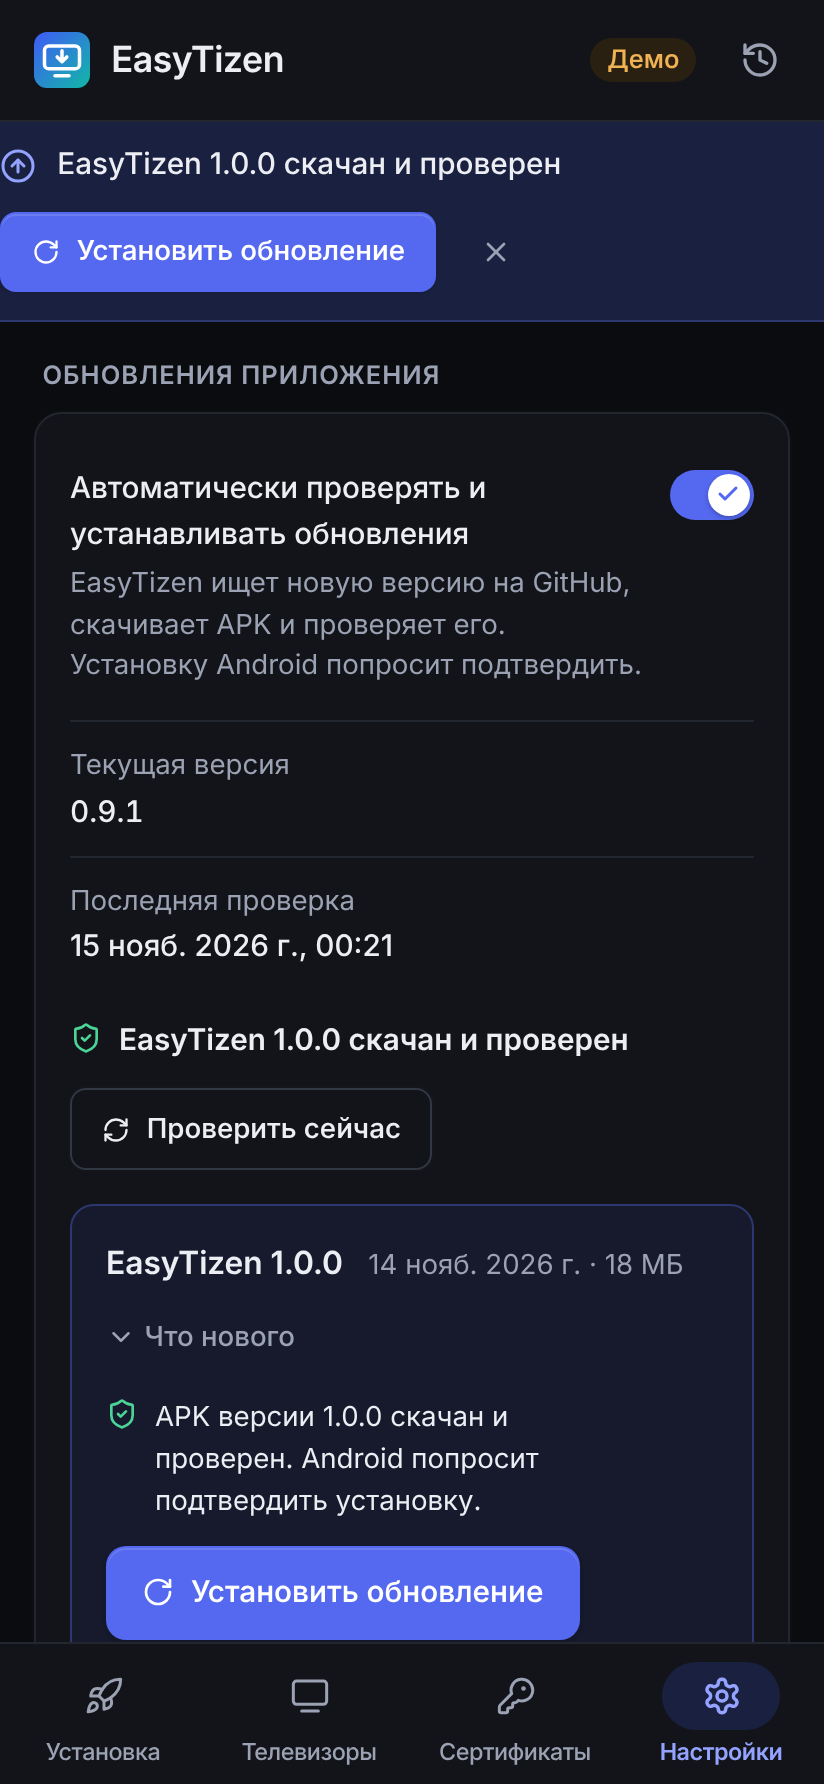 EasyTizen
Демо
EasyTizen 1.0.0 скачан и проверен
Установить обновление
ОБНОВЛЕНИЯ ПРИЛОЖЕНИЯ
Автоматически проверять и
устанавливать обновления
EasyTizen ищет новую версию на GitHub,
скачивает APK и проверяет его.
Установку Android попросит подтвердить.
Текущая версия
0.9.1
Последняя проверка
15 нояб. 2026 г., 00:21
EasyTizen 1.0.0 скачан и проверен
Проверить сейчас
EasyTizen 1.0.0 14 нояб. 2026 г. · 18 МБ
Что нового
APK версии 1.0.0 скачан и
проверен. Android попросит
подтвердить установку.
Установить обновление
Установка
Телевизоры
Сертификаты
Настройки